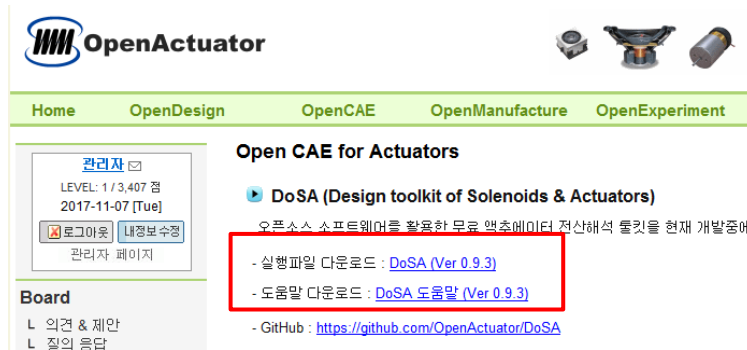 OpenActuator
Home OpenDesign OpenCAE OpenManufacture OpenExperiment
관리자
LEVEL: 1 / 3,407 점
2017-11-07 [Tue]
로그아웃 내정보수정
관리자 페이지
Board
L 의견 & 제안
L 질의 응답
Open CAE for Actuators
DoSA (Design toolkit of Solenoids & Actuators)
오픈소스 소프트웨어를 활용한 무료 액추에이터 전산해석 툴킷을 현재 개발중에
- 실행파일 다운로드 : DoSA (Ver 0.9.3)
- 도움말 다운로드 : DoSA 도움말 (Ver 0.9.3)
- GitHub : https://github.com/OpenActuator/DoSA